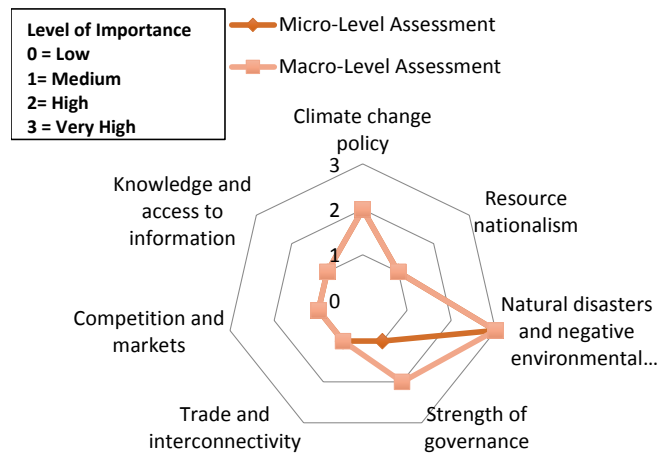 Level of Importance
0 = Low
1= Medium
2= High
3 = Very High
Micro-Level Assessment
Macro-Level Assessment
Climate change
policy
Resource
nationalism
Natural disasters
and negative
environmental…
Strength of
governance
Trade and
interconnectivity
Competition and
markets
Knowledge and
access to
information
3
2
1
0